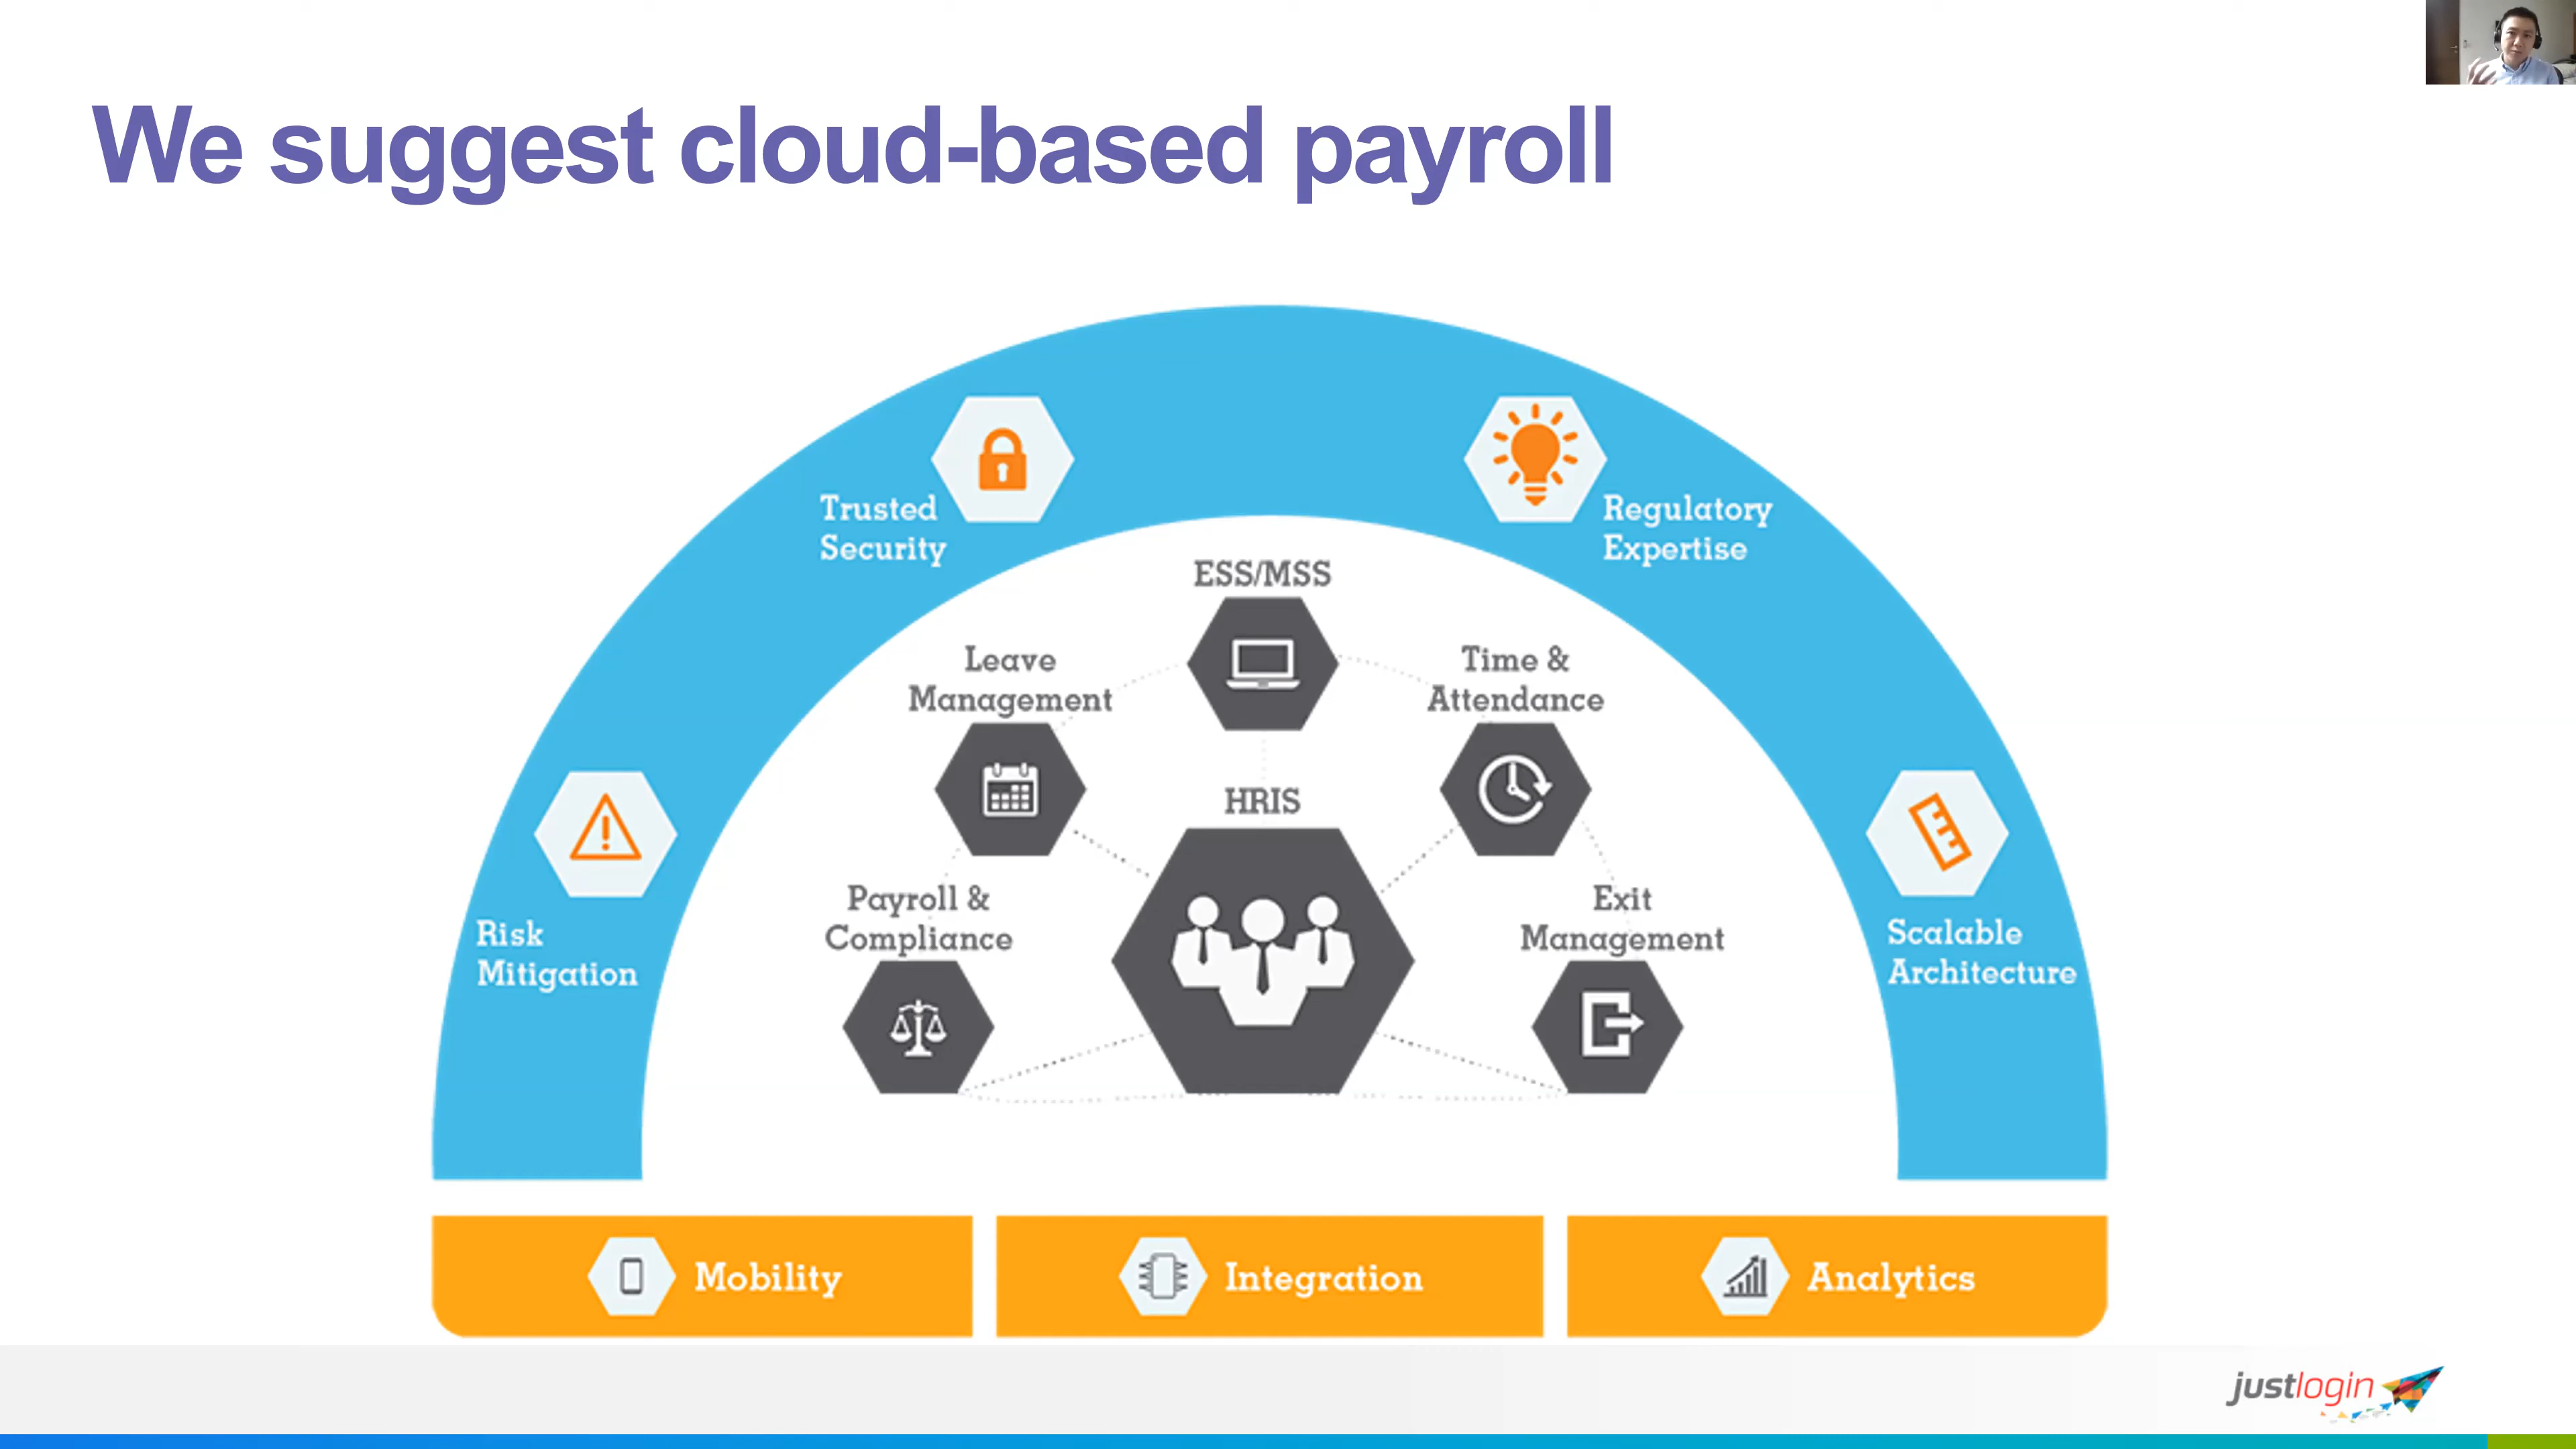 We suggest cloud-based payroll
Trusted
Security
Regulatory
Expertise
ESS/MSS
Leave
Management
Time &
Attendance
HRIS
Payroll &
Compliance
Exit
Management
Risk
Mitigation
Scalable
Architecture
Mobility
Integration
Analytics
justlogin